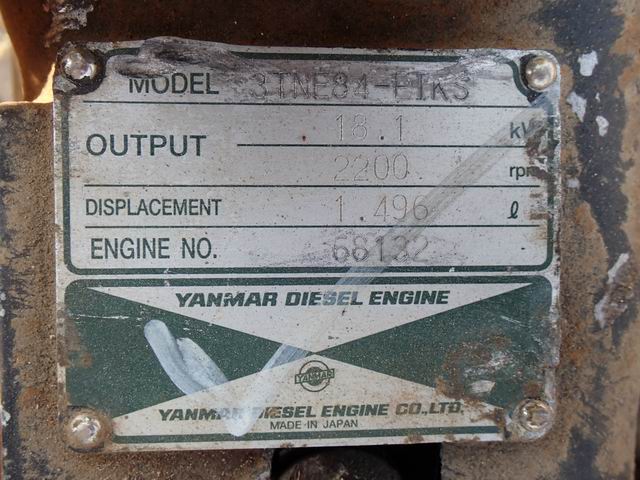 MODEL 3TNE84-FIKS
OUTPUT 18.1 kW
2200 rpm
DISPLACEMENT 1.496 ℓ
ENGINE NO. 68132
YANMAR DIESEL ENGINE
YANMAR
YANMAR DIESEL ENGINE CO.,LTD.
MADE IN JAPAN